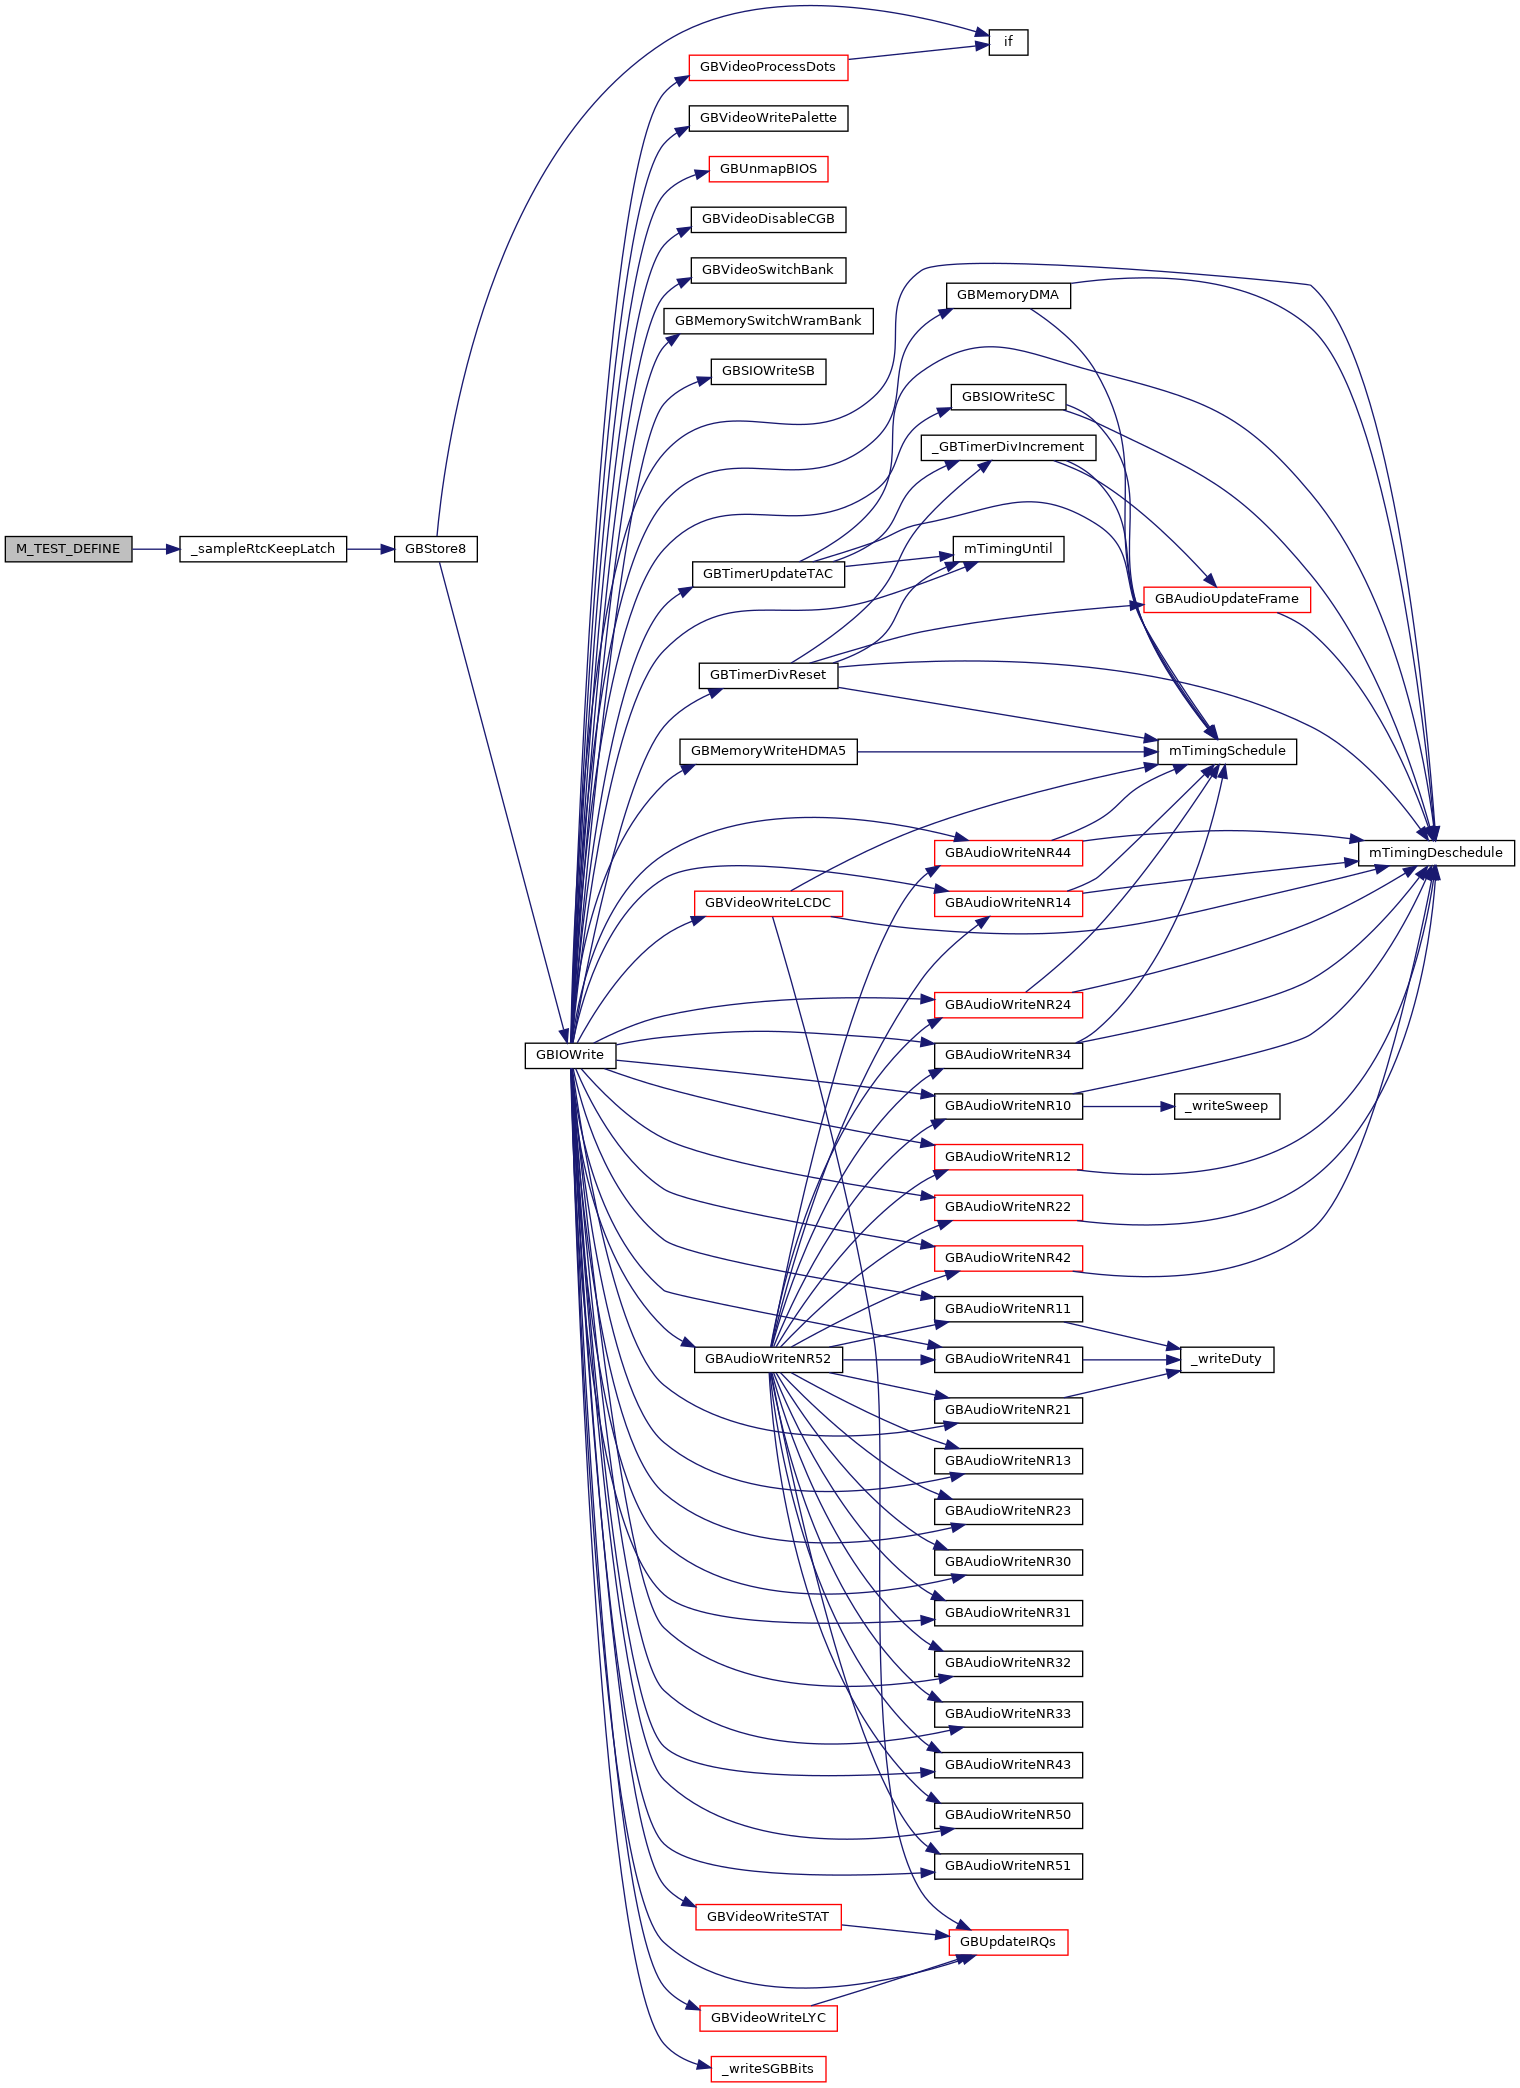 if
GBVideoProcessDots
GBVideoWritePalette
GBUnmapBIOS
GBVideoDisableCGB
GBVideoSwitchBank
GBMemoryDMA
GBMemorySwitchWramBank
GBSIOWriteSB
GBSIOWriteSC
_GBTimerDivIncrement
M_TEST_DEFINE
_sampleRtcKeepLatch
GBStore8
mTimingUntil
GBTimerUpdateTAC
GBAudioUpdateFrame
GBTimerDivReset
GBMemoryWriteHDMA5
mTimingSchedule
GBAudioWriteNR44
mTimingDeschedule
GBVideoWriteLCDC
GBAudioWriteNR14
GBAudioWriteNR24
GBIOWrite
GBAudioWriteNR34
GBAudioWriteNR10
_writeSweep
GBAudioWriteNR12
GBAudioWriteNR22
GBAudioWriteNR42
GBAudioWriteNR11
GBAudioWriteNR52
GBAudioWriteNR41
_writeDuty
GBAudioWriteNR21
GBAudioWriteNR13
GBAudioWriteNR23
GBAudioWriteNR30
GBAudioWriteNR31
GBAudioWriteNR32
GBAudioWriteNR33
GBAudioWriteNR43
GBAudioWriteNR50
GBAudioWriteNR51
GBVideoWriteSTAT
GBUpdateIRQs
GBVideoWriteLYC
_writeSGBBits